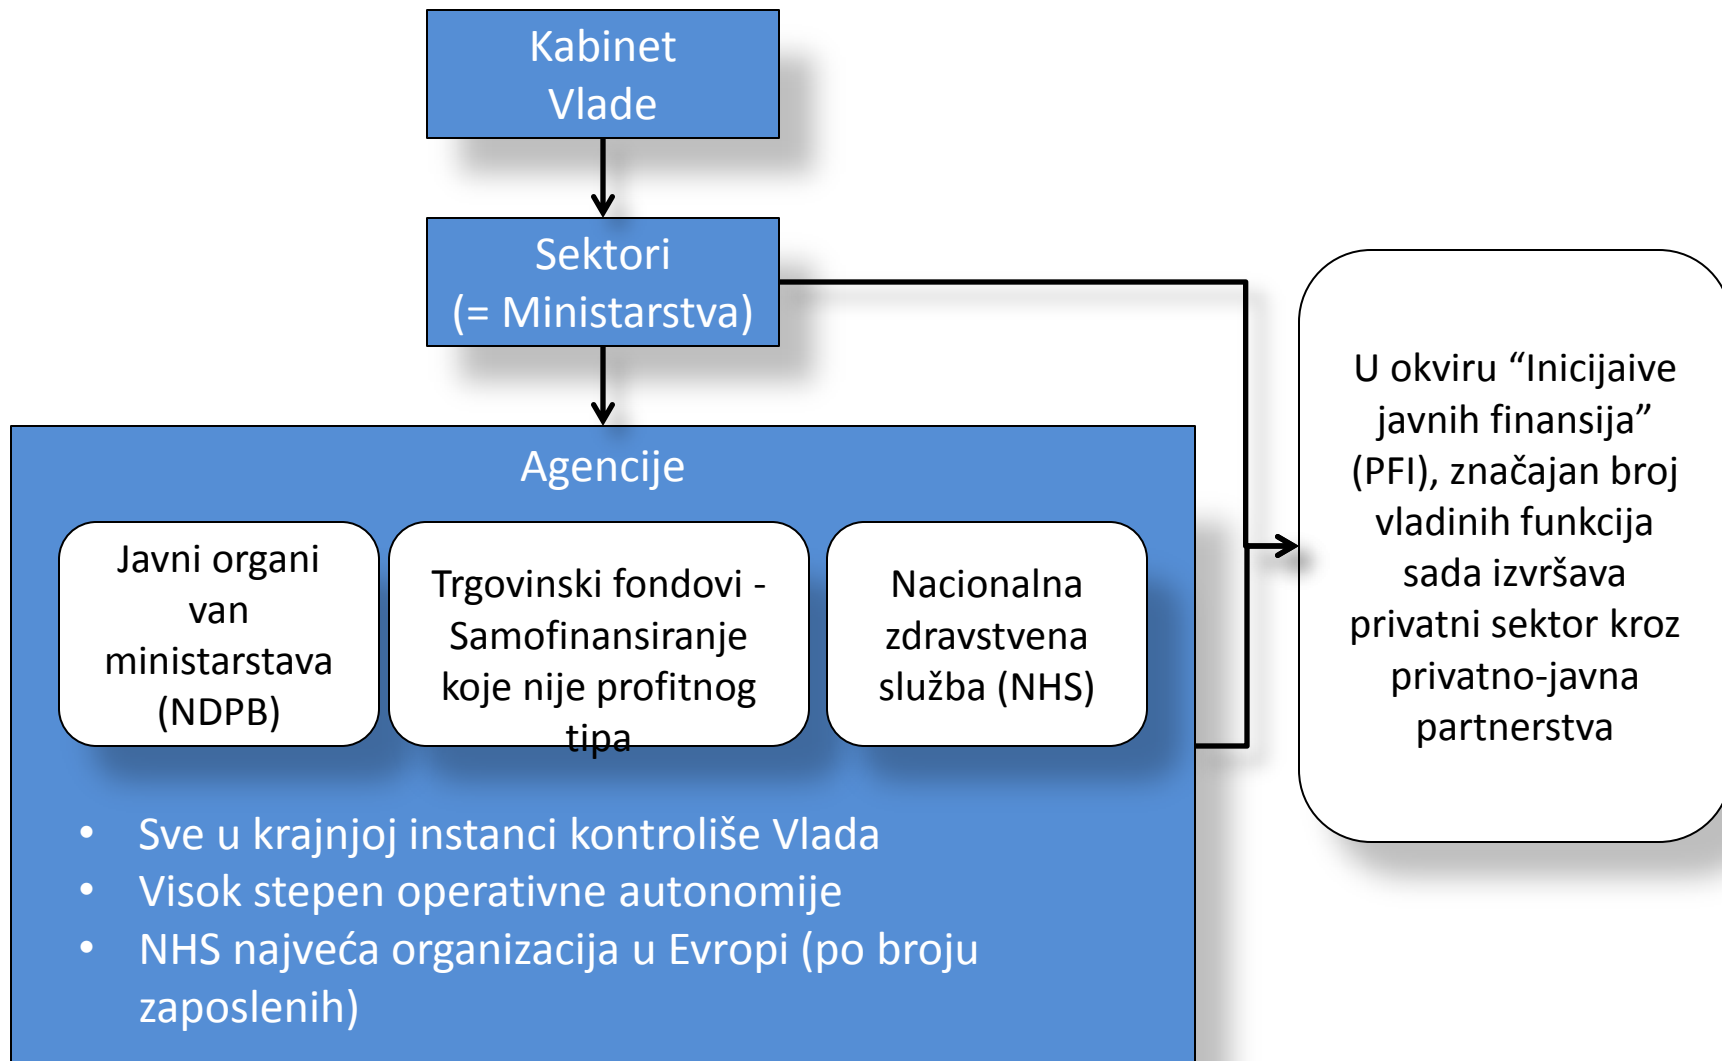 Kabinet
Vlade
Sektori
(= Ministarstva)
Agencije
Javni organi
van
ministarstava
(NDPB)
Trgovinski fondovi -
Samofinansiranje
koje nije profitnog
tipa
Nacionalna
zdravstvena
služba (NHS)
• Sve u krajnjoj instanci kontroliše Vlada
• Visok stepen operativne autonomije
• NHS najveća organizacija u Evropi (po broju
zaposlenih)
U okviru “Inicijaive
javnih finansija”
(PFI), značajan broj
vladinih funkcija
sada izvršava
privatni sektor kroz
privatno-javna
partnerstva